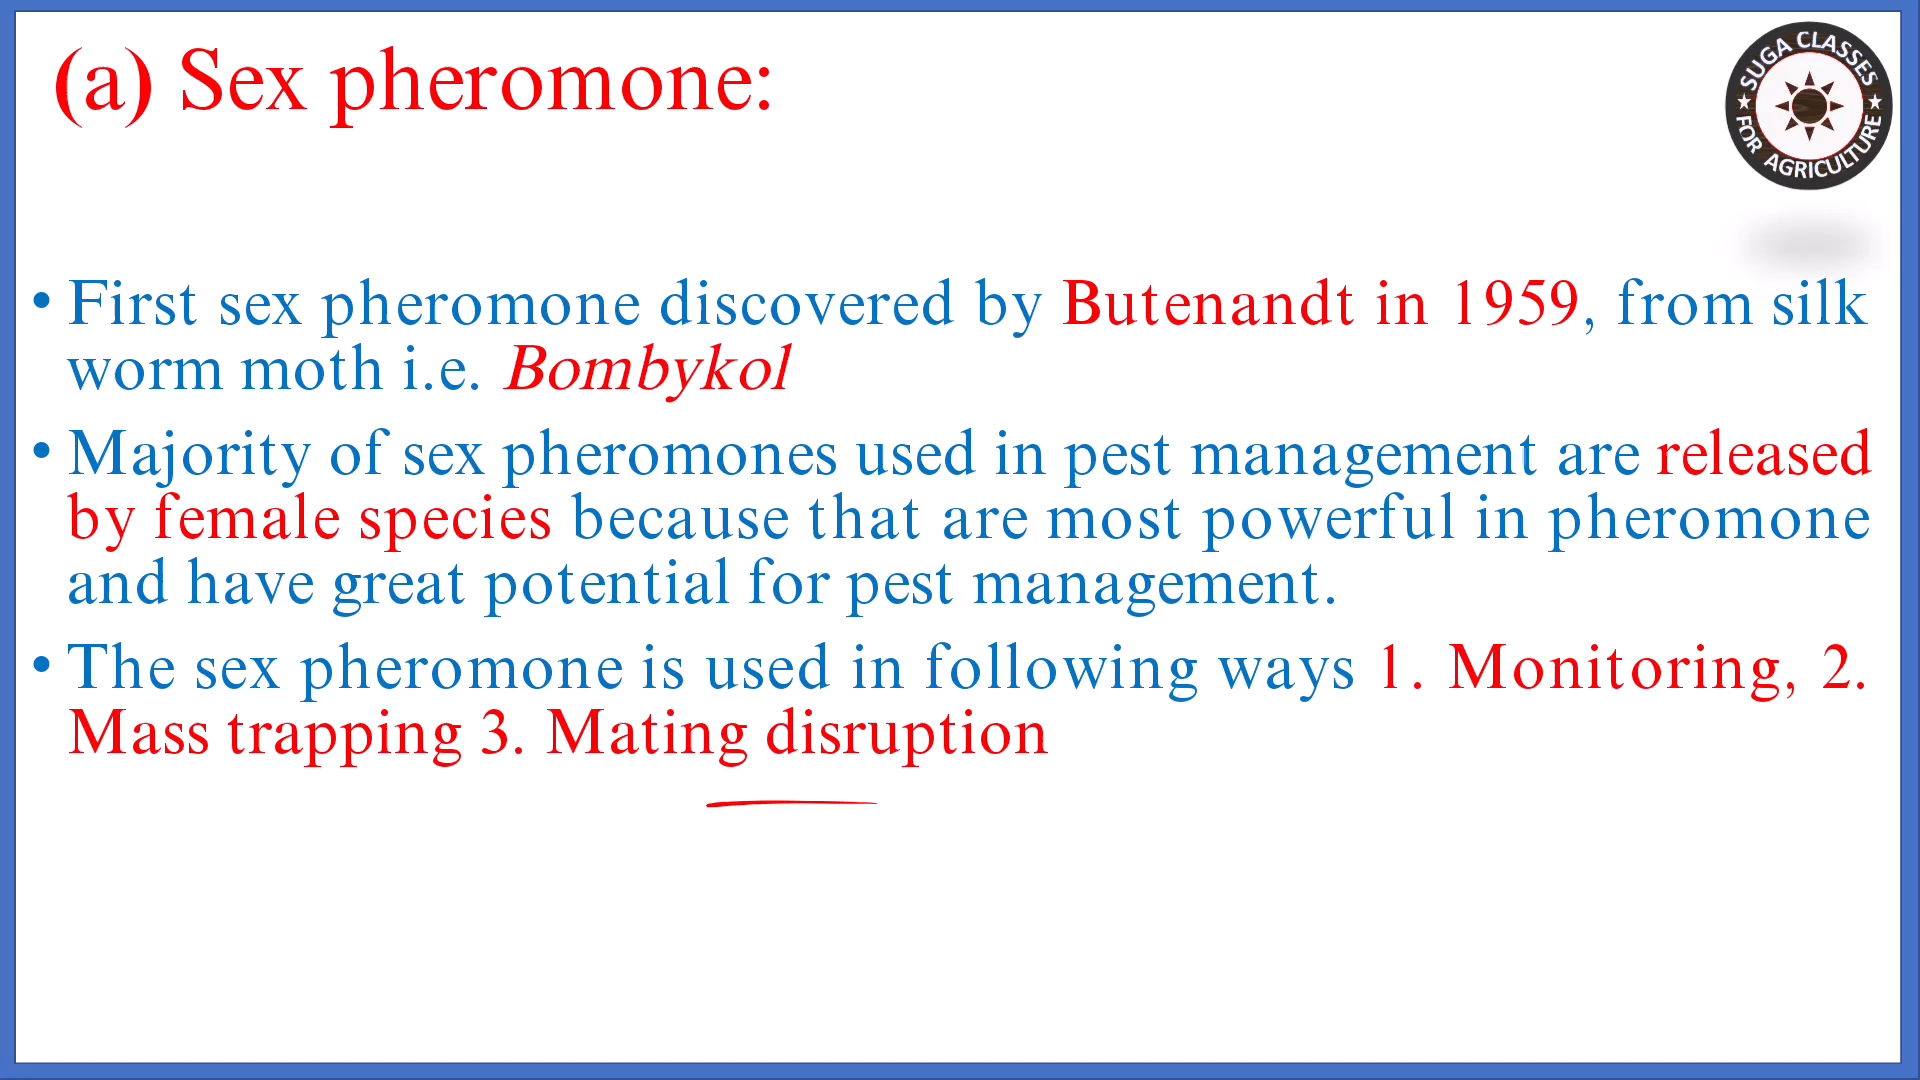 (a) Sex pheromone:
SUGA CLASSES
FOR AGRICULTURE
• First sex pheromone discovered by Butenandt in 1959, from silk
worm moth i.e. Bombykol
• Majority of sex pheromones used in pest management are released
by female species because that are most powerful in pheromone
and have great potential for pest management.
• The sex pheromone is used in following ways 1. Monitoring, 2.
Mass trapping 3. Mating disruption